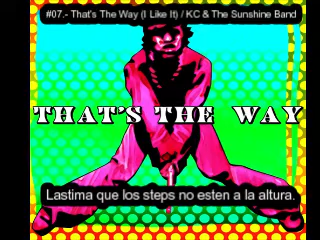 #07.- That's The Way (I Like It) / KC & The Sunshine Band
THAT'S THE WAY
Lastima que los steps no esten a la altura.